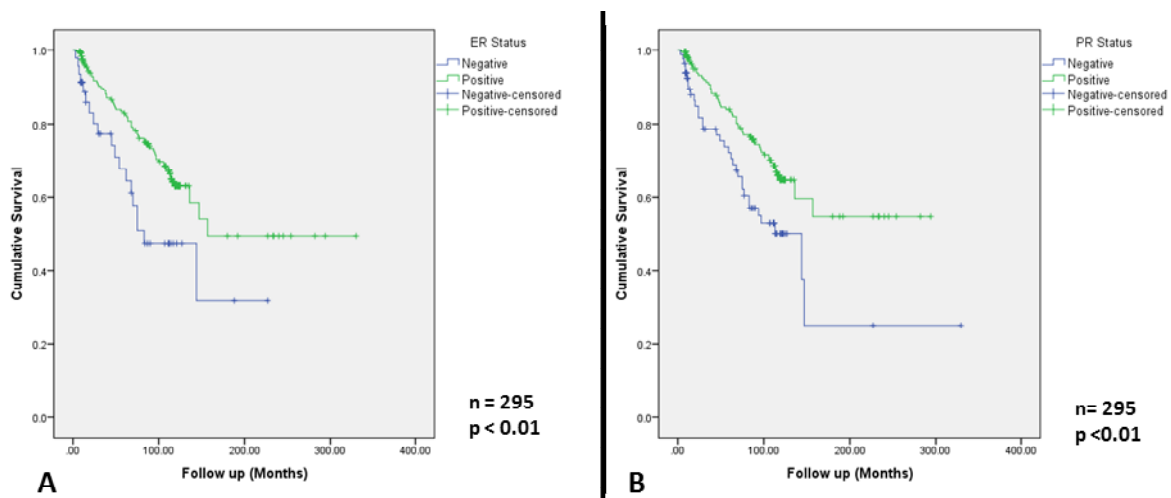 ER Status
Negative
Positive
Negative-censored
Positive-censored
1.0
0.8
0.6
0.4
0.2
0.0
Cumulative Survival
.00 100.00 200.00 300.00 400.00
Follow up (Months)
n = 295
p < 0.01
A
PR Status
Negative
Positive
Negative-censored
Positive-censored
1.0
0.8
0.6
0.4
0.2
0.0
Cumulative Survival
.00 100.00 200.00 300.00 400.00
Follow up (Months)
n= 295
p <0.01
B